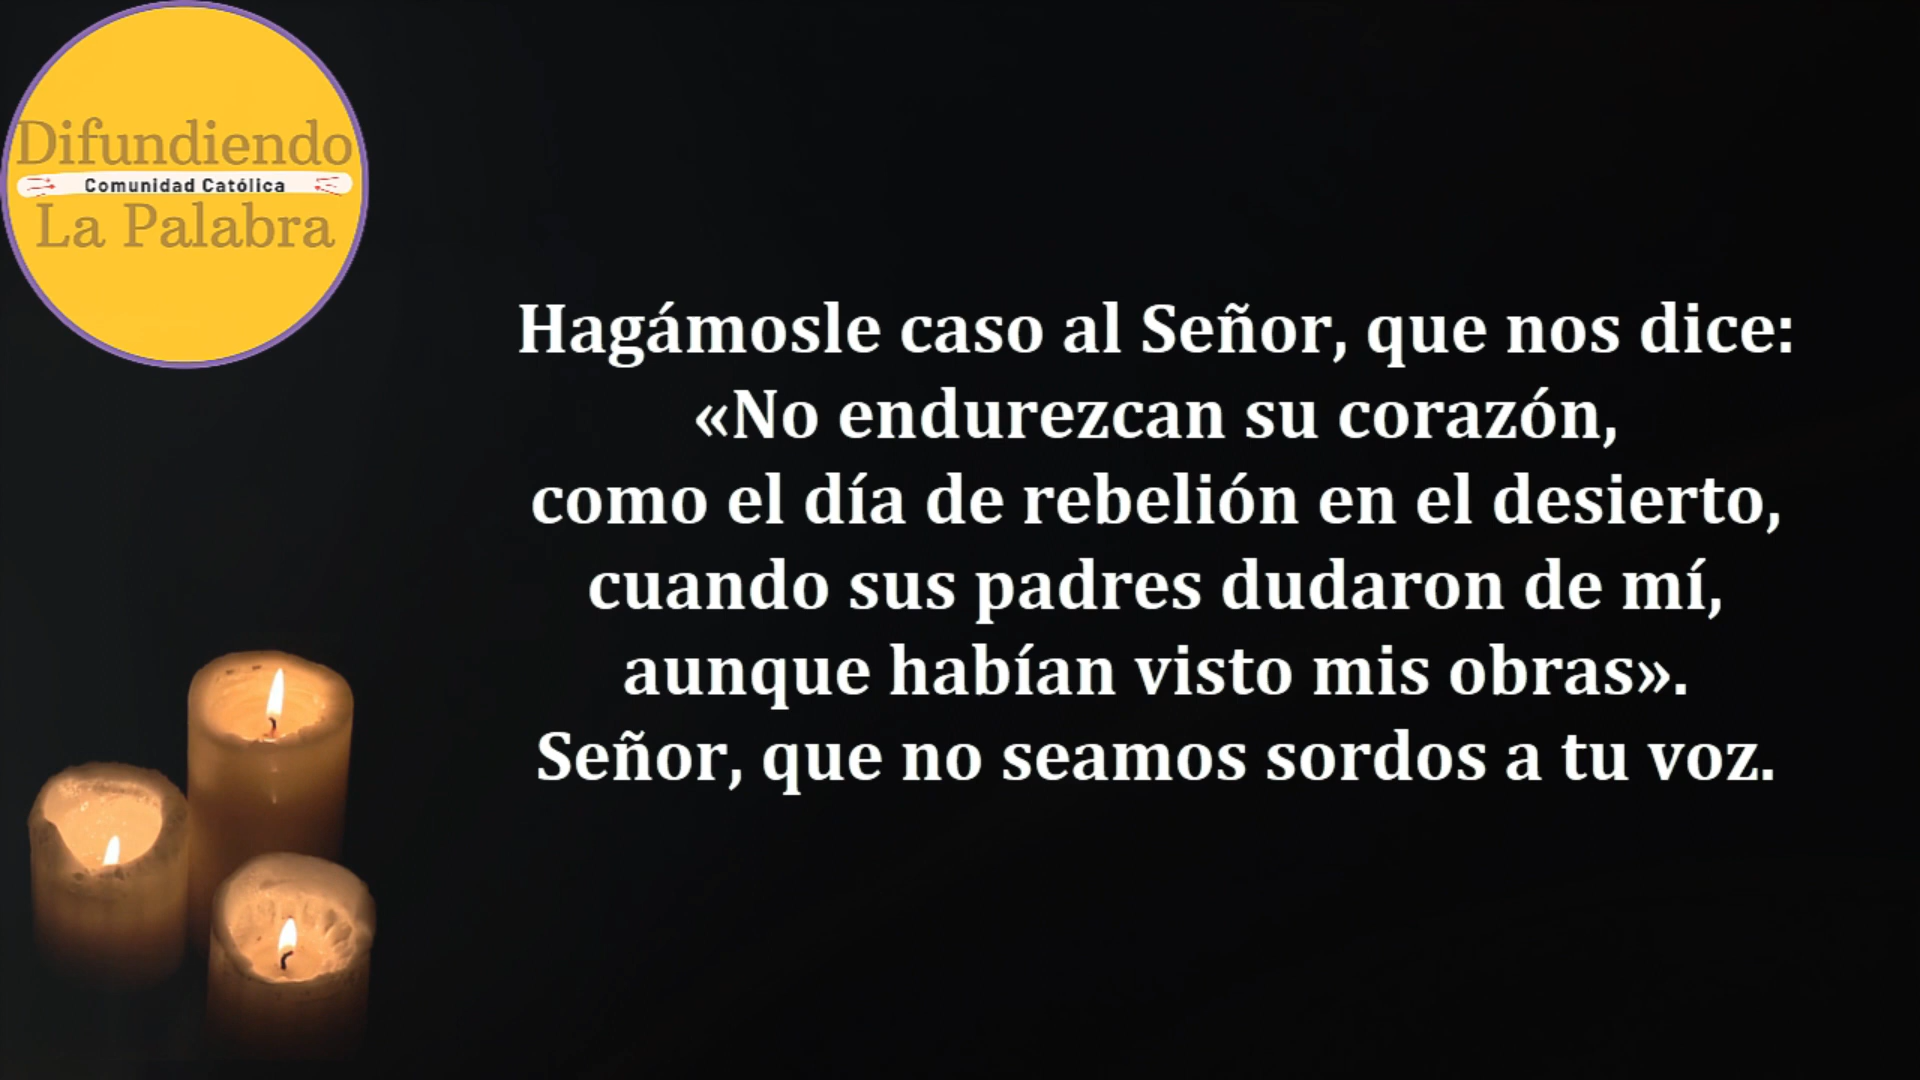 Difundiendo
Comunidad Católica
La Palabra
Hagámosle caso al Señor, que nos dice:
«No endurezcan su corazón,
como el día de rebelión en el desierto,
cuando sus padres dudaron de mí,
aunque habían visto mis obras».
Señor, que no seamos sordos a tu voz.